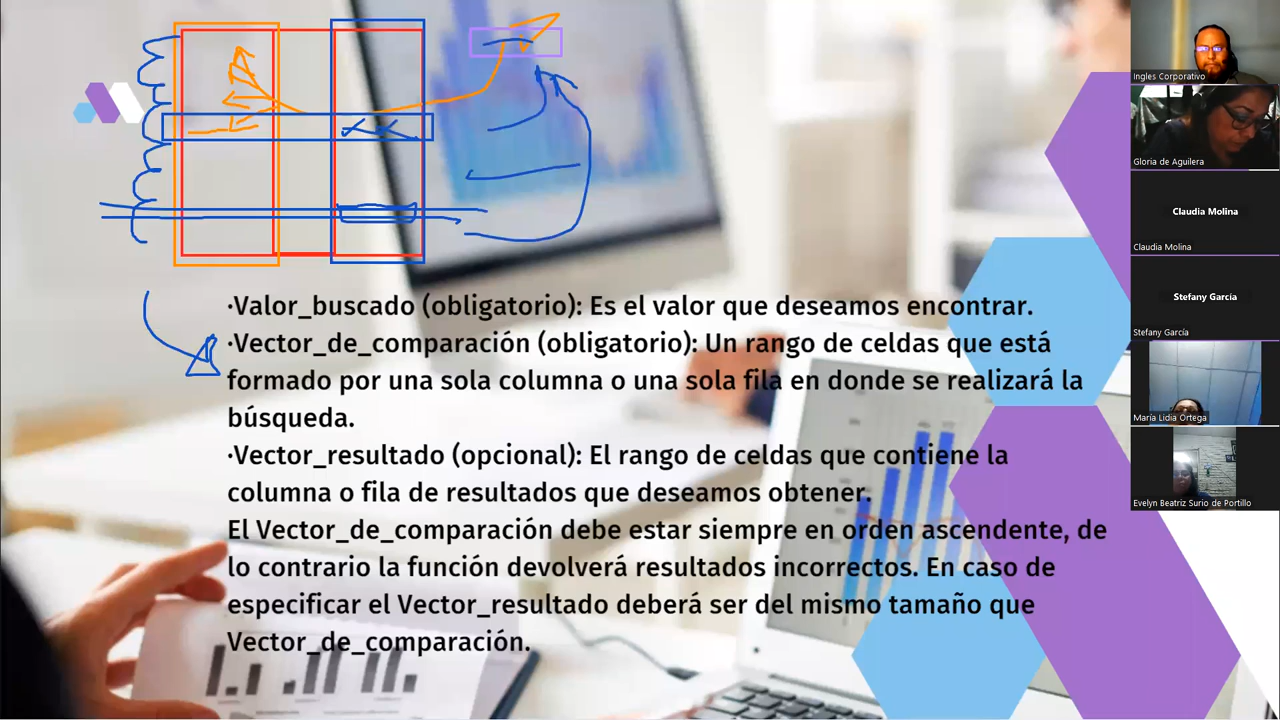 ·Valor_buscado (obligatorio): Es el valor que deseamos encontrar.
·Vector_de_comparación (obligatorio): Un rango de celdas que está
formado por una sola columna o una sola fila en donde se realizará la
búsqueda.
·Vector_resultado (opcional): El rango de celdas que contiene la
columna o fila de resultados que deseamos obtener.
El Vector_de_comparación debe estar siempre en orden ascendente, de
lo contrario la función devolverá resultados incorrectos. En caso de
especificar el Vector_resultado deberá ser del mismo tamaño que
Vector_de_comparación.
Ingles Corporativo
Gloria de Aguilera
Claudia Molina
Claudia Molina
Stefany García
Stefany García
María Lidia Ortega
Evelyn Beatriz Surio de Portillo